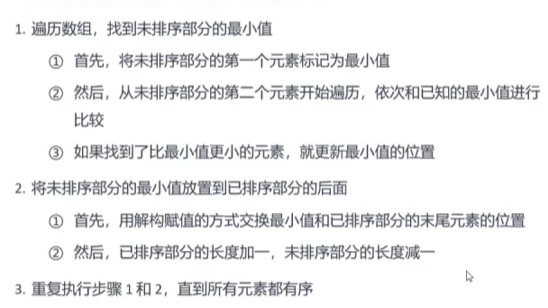 1. 遍历数组，找到未排序部分的最小值
① 首先，将未排序部分的第一个元素标记为最小值
② 然后，从未排序部分的第二个元素开始遍历，依次和已知的最小值进行
比较
③ 如果找到了比最小值更小的元素，就更新最小值的位置
2. 将未排序部分的最小值放置到已排序部分的后面
① 首先，用解构赋值的方式交换最小值和已排序部分的末尾元素的位置
② 然后，已排序部分的长度加一，未排序部分的长度减一
3. 重复执行步骤 1 和 2，直到所有元素都有序